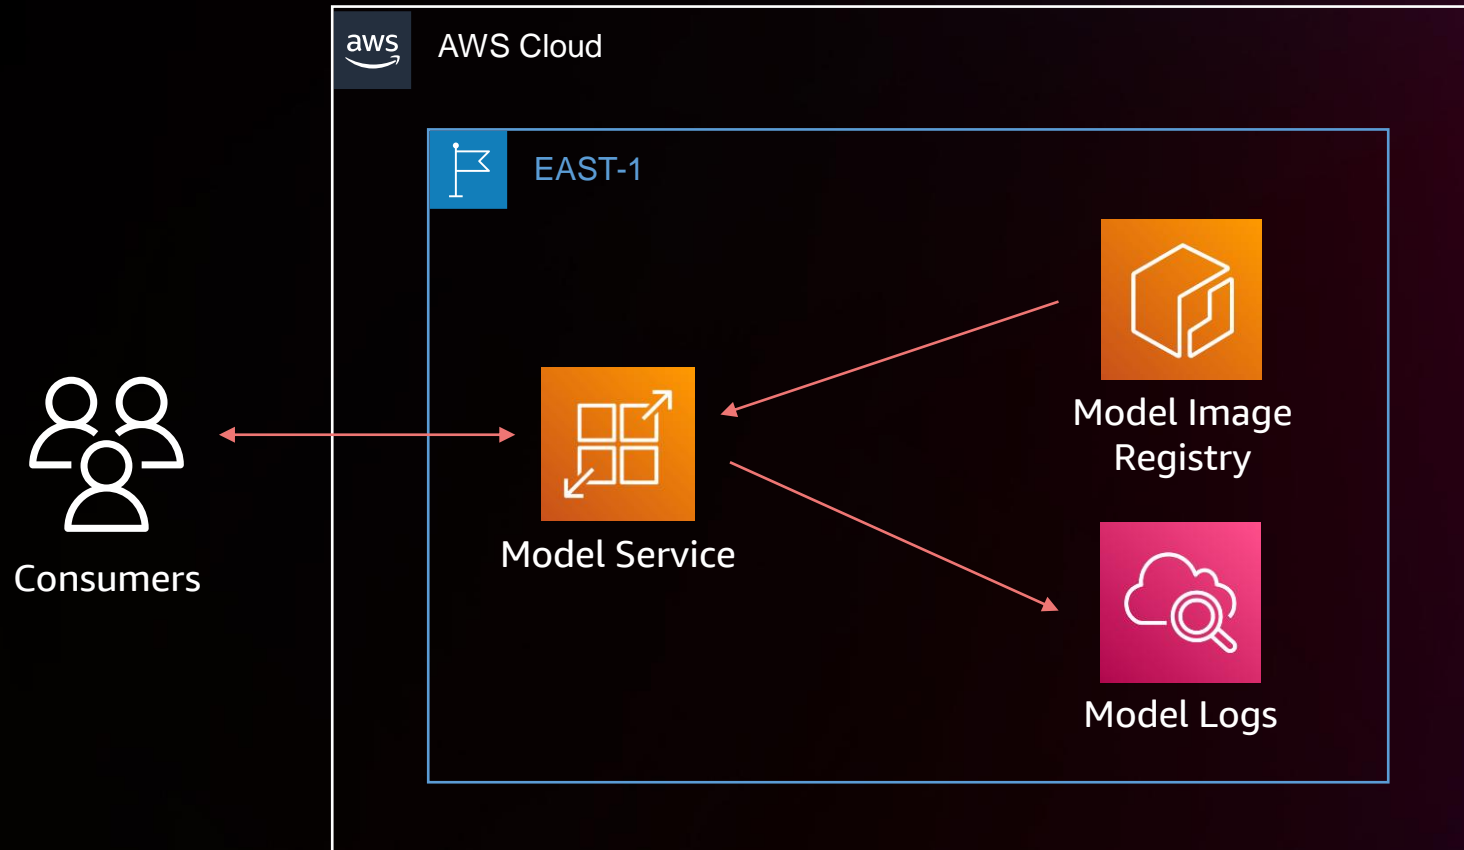 aws
AWS Cloud
EAST-1
Model Image
Registry
Model Service
Consumers
Model Logs